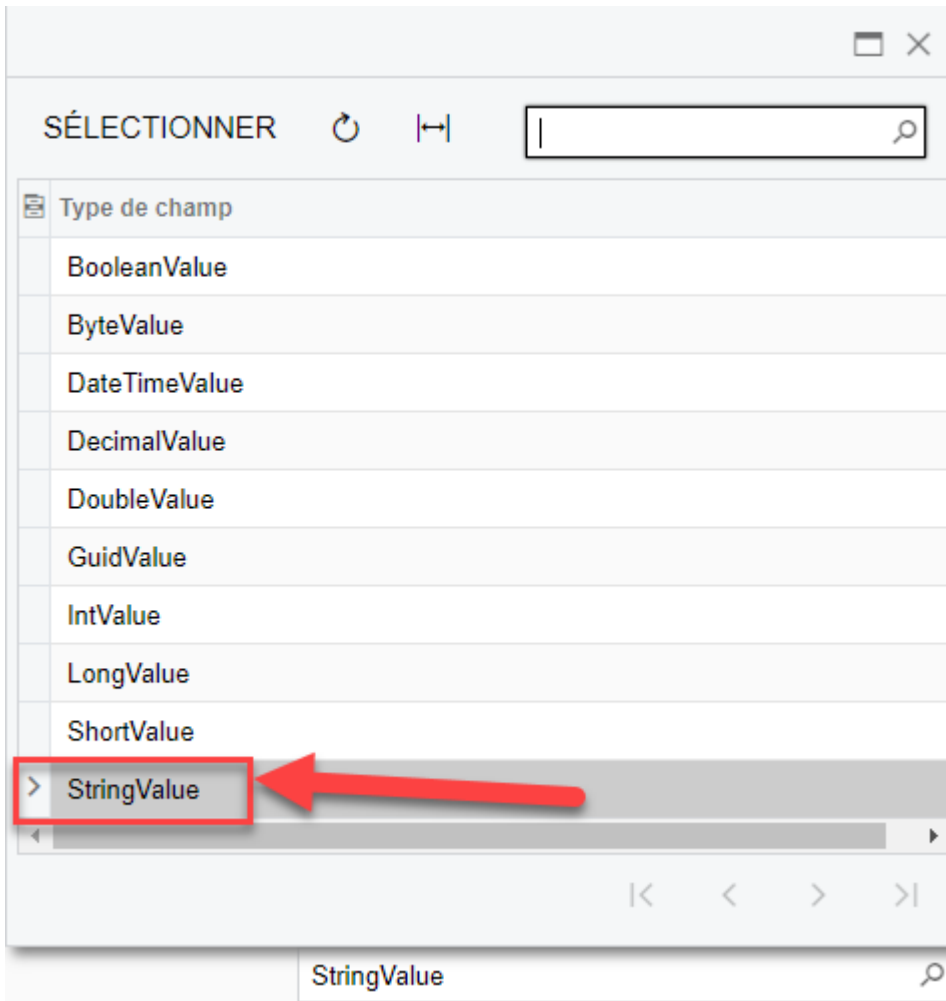 SÉLECTIONNER
Type de champ
BooleanValue
ByteValue
DateTimeValue
DecimalValue
DoubleValue
GuidValue
IntValue
LongValue
ShortValue
StringValue
StringValue